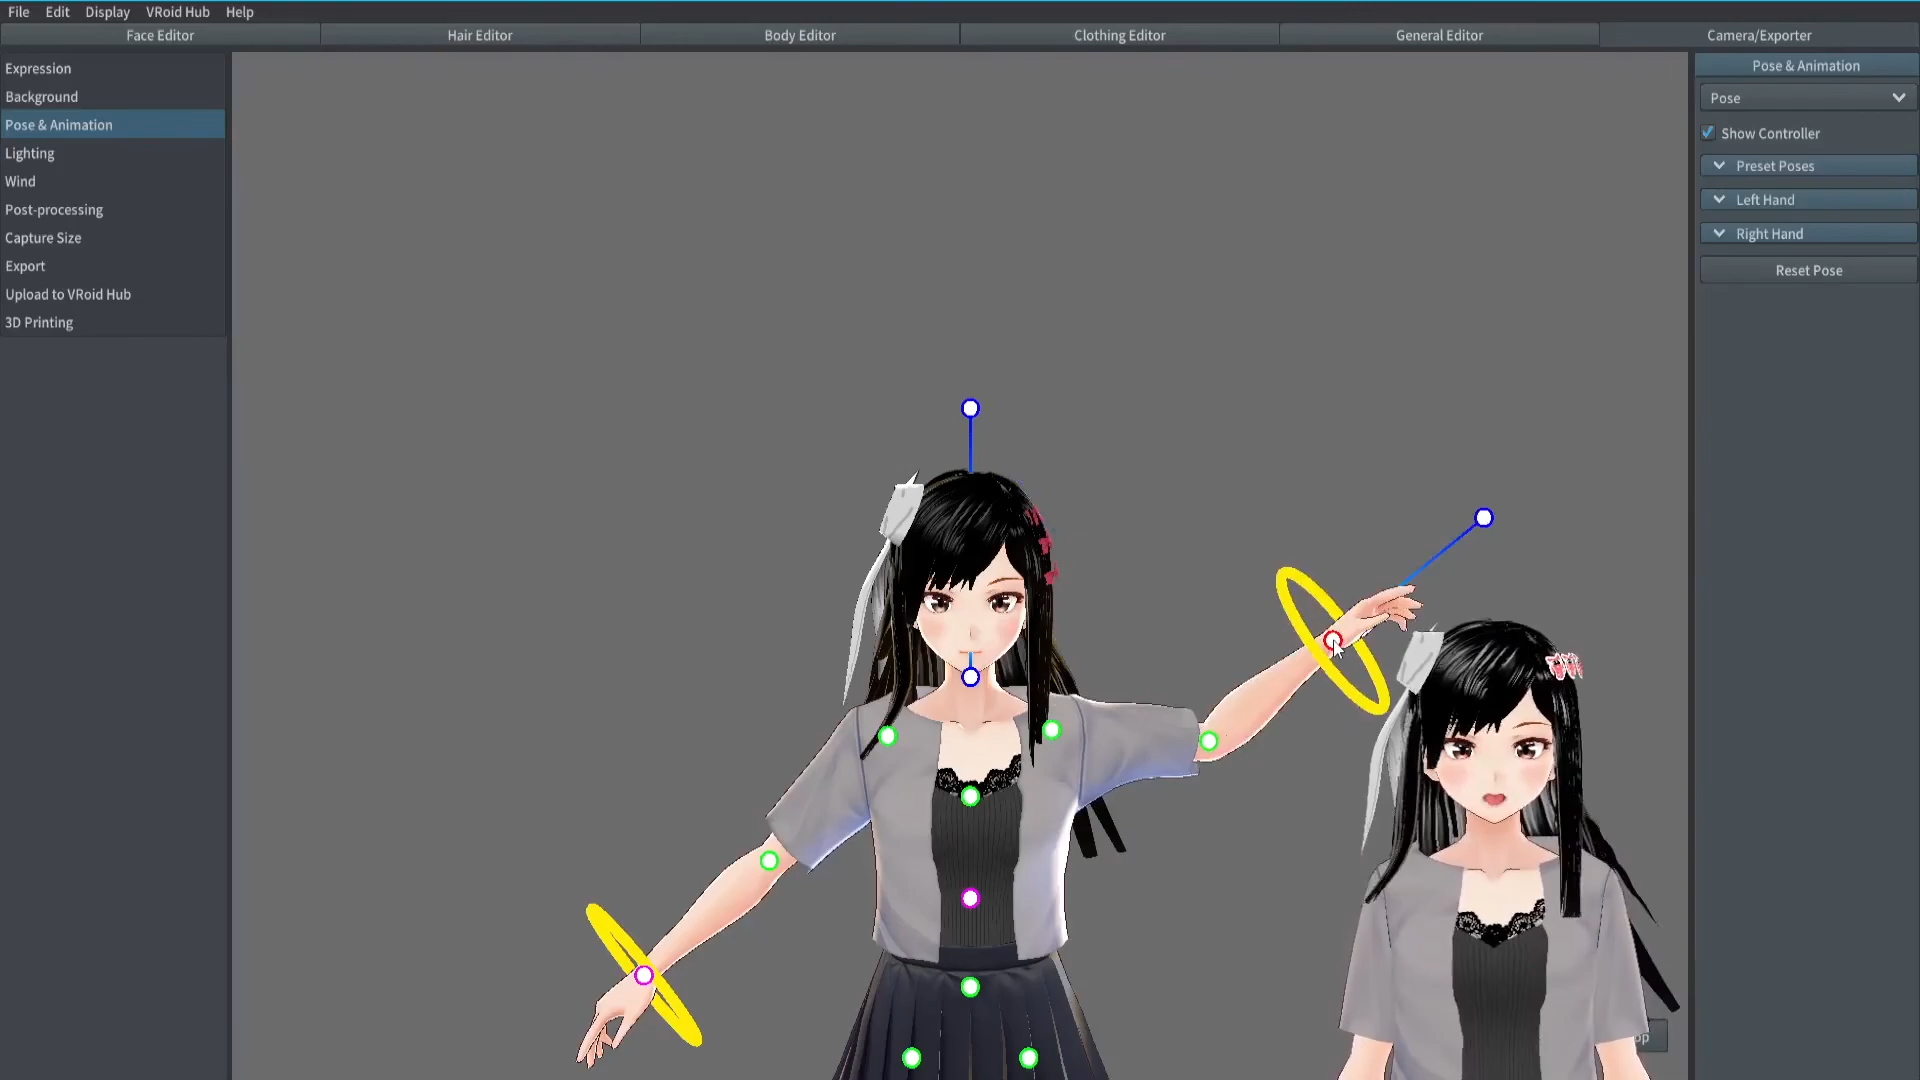 File Edit Display VRoid Hub Help
Face Editor Hair Editor Body Editor Clothing Editor General Editor Camera/Exporter
Expression
Background
Pose & Animation
Lighting
Wind
Post-processing
Capture Size
Export
Upload to VRoid Hub
3D Printing
Pose & Animation
Pose
Show Controller
Preset Poses
Left Hand
Right Hand
Reset Pose